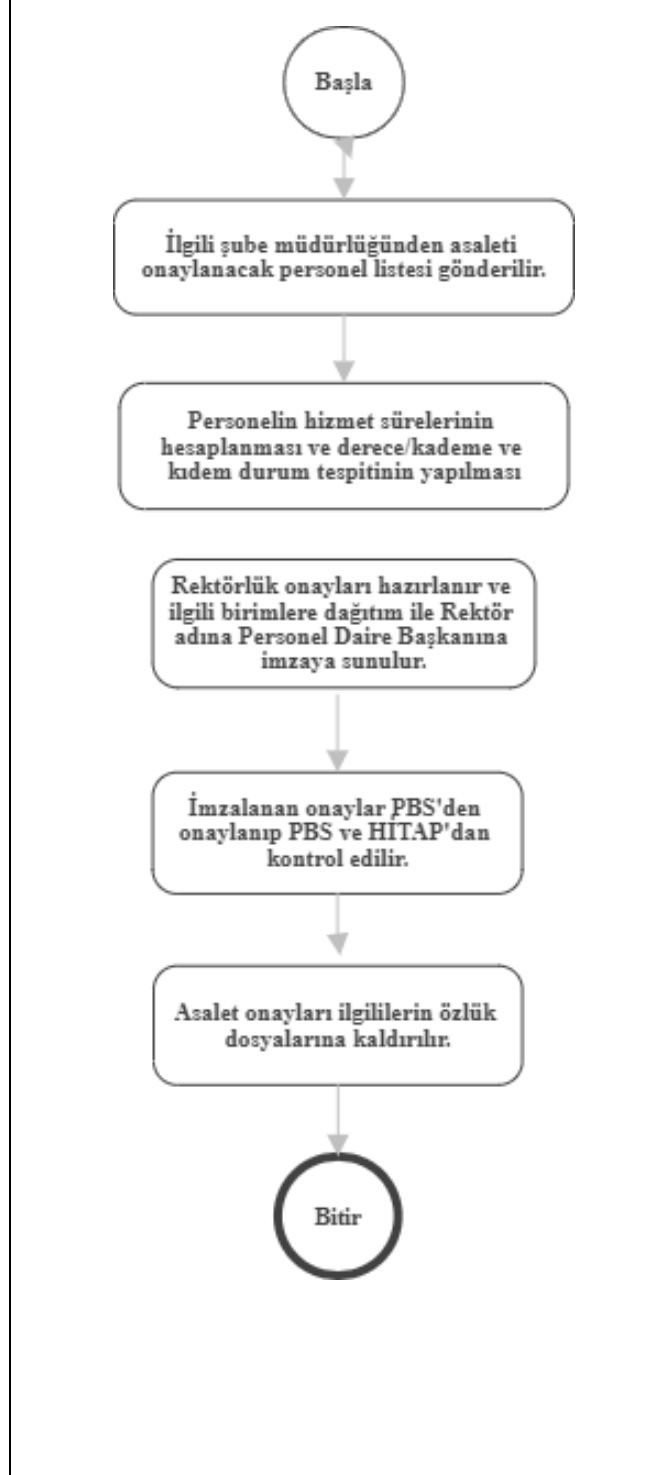 Başla
İlgili şube müdürlüğünden asaleti
onaylanacak personel listesi gönderilir.
Personelin hizmet sürelerinin
hesaplanması ve derece/kademe ve
kıdem durum tespitinin yapılması
Rektörlük onayları hazırlanır ve
ilgili birimlere dağıtım ile Rektör
adına Personel Daire Başkanına
imzaya sunulur.
İmzalanan onaylar PBS'den
onaylanıp PBS ve HİTAP'dan
kontrol edilir.
Asalet onayları ilgililerin özlük
dosyalarına kaldırılır.
Bitir